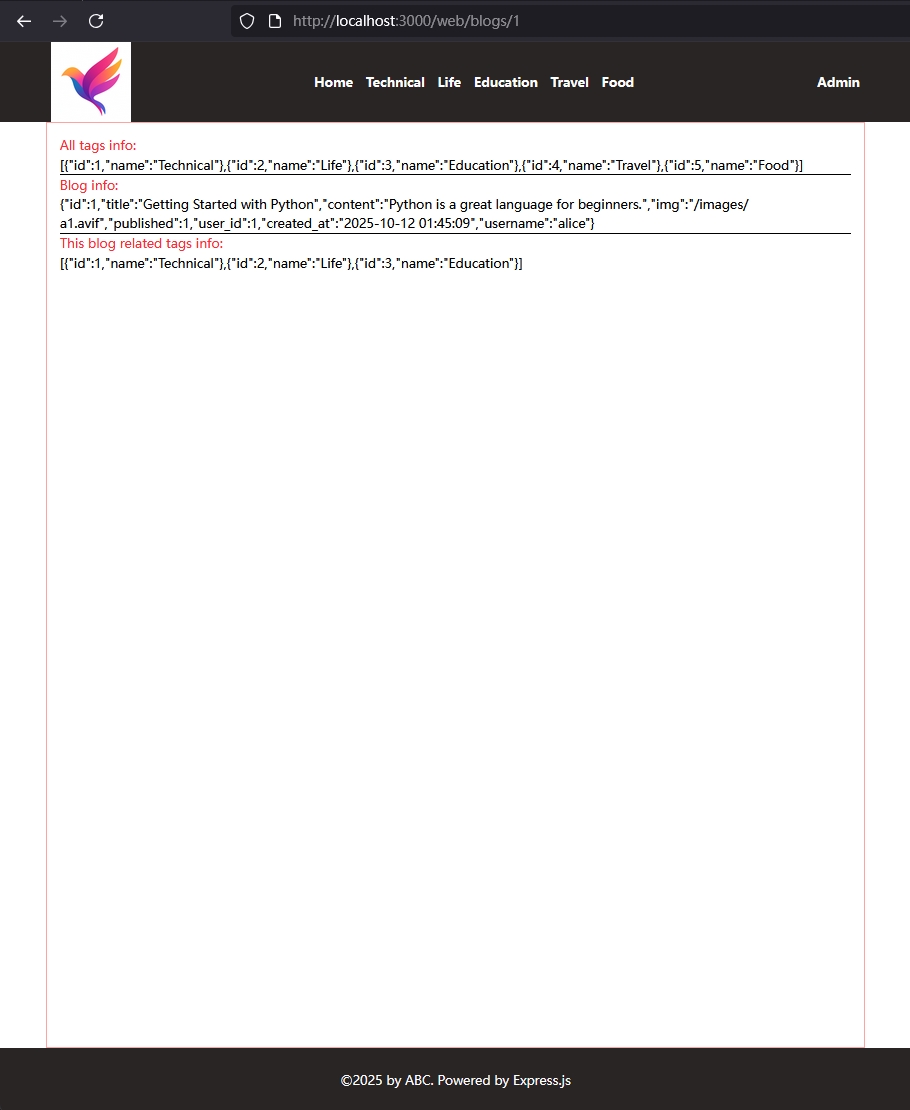 http://localhost:3000/web/blogs/1
Home Technical Life Education Travel Food Admin
All tags info:
[{"id":1,"name":"Technical"},{"id":2,"name":"Life"},{"id":3,"name":"Education"},{"id":4,"name":"Travel"},{"id":5,"name":"Food"}]
Blog info:
{"id":1,"title":"Getting Started with Python","content":"Python is a great language for beginners.","img":"/images/
a1.avif","published":1,"user_id":1,"created_at":"2025-10-12 01:45:09","username":"alice"}
This blog related tags info:
[{"id":1,"name":"Technical"},{"id":2,"name":"Life"},{"id":3,"name":"Education"}]
©2025 by ABC. Powered by Express.js